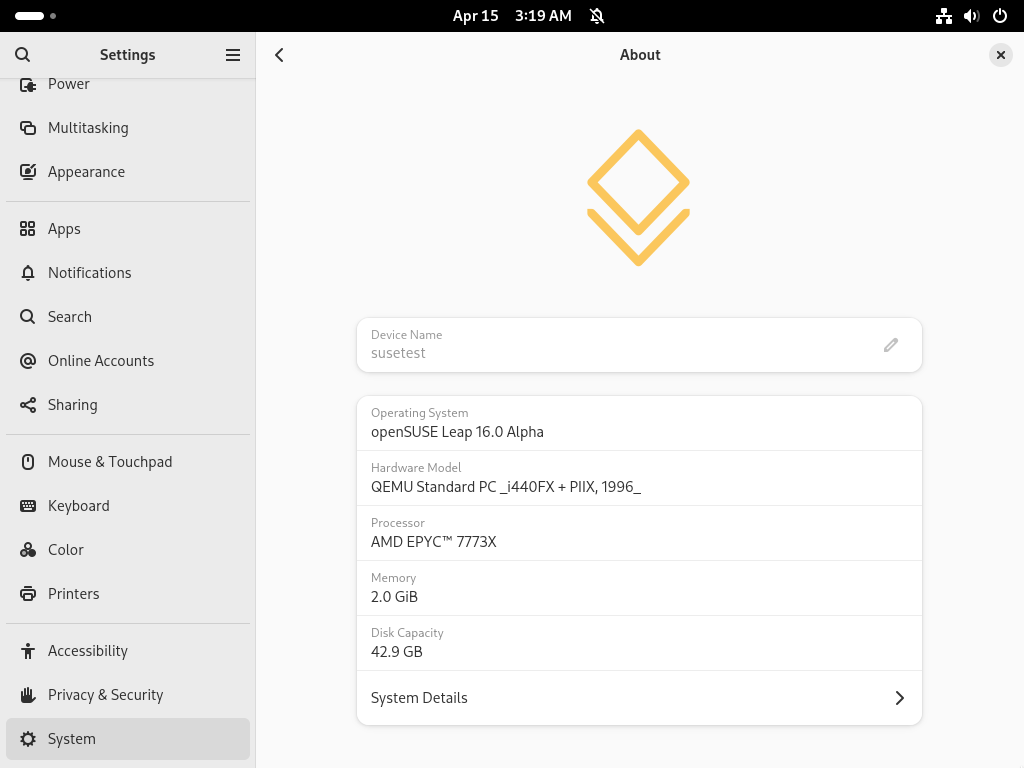 Apr 15 3:19 AM
Settings
About
Power
Multitasking
Appearance
Apps
Notifications
Search
Online Accounts
Sharing
Mouse & Touchpad
Keyboard
Color
Printers
Accessibility
Privacy & Security
System
Device Name
susetest
Operating System
openSUSE Leap 16.0 Alpha
Hardware Model
QEMU Standard PC _i440FX + PIIX, 1996_
Processor
AMD EPYC™ 7773X
Memory
2.0 GiB
Disk Capacity
42.9 GB
System Details